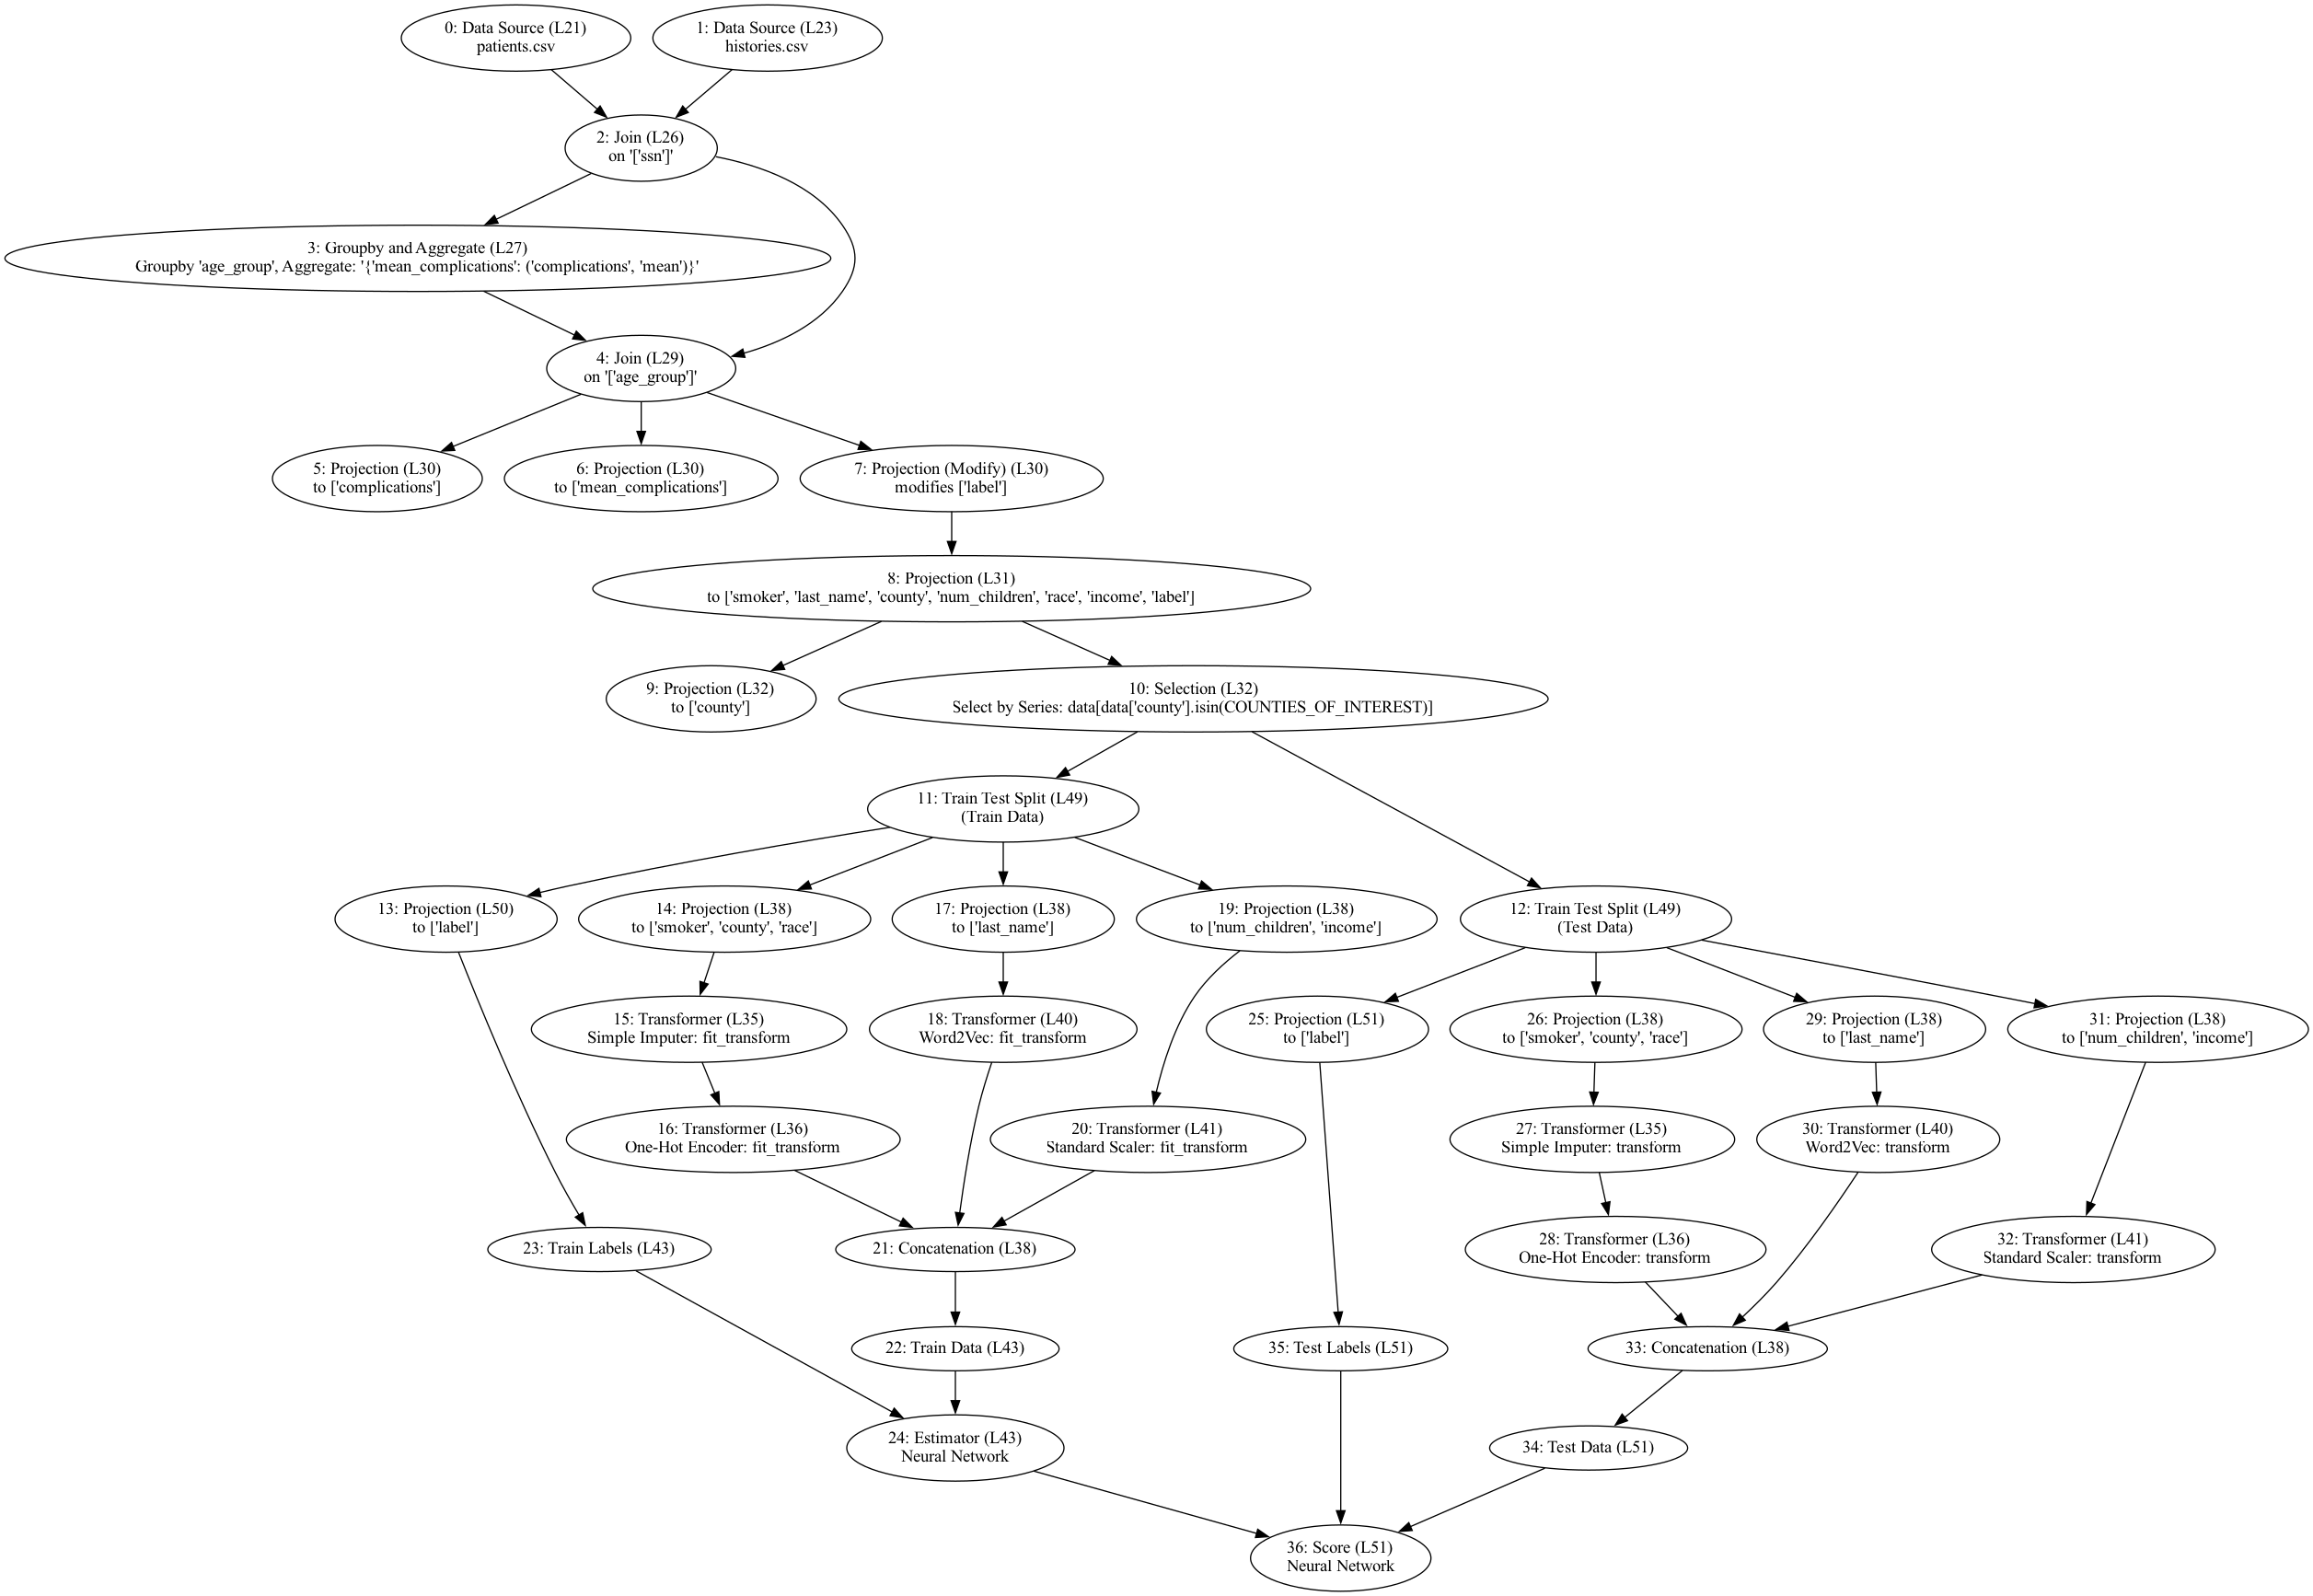 0: Data Source (L21)
patients.csv
1: Data Source (L23)
histories.csv
2: Join (L26)
on '['ssn']'
3: Groupby and Aggregate (L27)
Groupby 'age_group', Aggregate: '{'mean_complications': ('complications', 'mean')}'
4: Join (L29)
on '['age_group']'
5: Projection (L30)
to ['complications']
6: Projection (L30)
to ['mean_complications']
7: Projection (Modify) (L30)
modifies ['label']
8: Projection (L31)
to ['smoker', 'last_name', 'county', 'num_children', 'race', 'income', 'label']
9: Projection (L32)
to ['county']
10: Selection (L32)
Select by Series: data[data['county'].isin(COUNTIES_OF_INTEREST)]
11: Train Test Split (L49)
(Train Data)
13: Projection (L50)
to ['label']
14: Projection (L38)
to ['smoker', 'county', 'race']
17: Projection (L38)
to ['last_name']
19: Projection (L38)
to ['num_children', 'income']
12: Train Test Split (L49)
(Test Data)
15: Transformer (L35)
Simple Imputer: fit_transform
18: Transformer (L40)
Word2Vec: fit_transform
25: Projection (L51)
to ['label']
26: Projection (L38)
to ['smoker', 'county', 'race']
29: Projection (L38)
to ['last_name']
31: Projection (L38)
to ['num_children', 'income']
16: Transformer (L36)
One-Hot Encoder: fit_transform
20: Transformer (L41)
Standard Scaler: fit_transform
27: Transformer (L35)
Simple Imputer: transform
30: Transformer (L40)
Word2Vec: transform
23: Train Labels (L43)
21: Concatenation (L38)
28: Transformer (L36)
One-Hot Encoder: transform
32: Transformer (L41)
Standard Scaler: transform
22: Train Data (L43)
35: Test Labels (L51)
33: Concatenation (L38)
24: Estimator (L43)
Neural Network
34: Test Data (L51)
36: Score (L51)
Neural Network